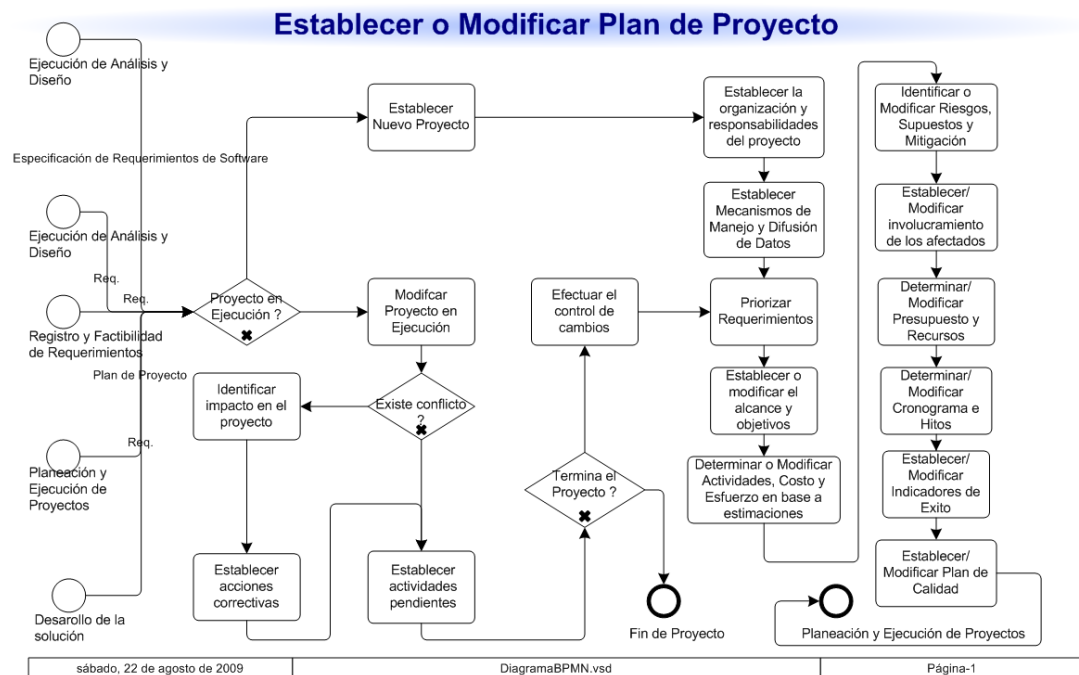 Establecer o Modificar Plan de Proyecto
Ejecución de Análisis y
Diseño
Especificación de Requerimientos de Software
Ejecución de Análisis y
Diseño
Req.
Req.
Registro y Factibilidad
de Requerimientos
Plan de Proyecto
Req.
Planeación y
Ejecución de
Proyectos
Desarollo de la
solución
Proyecto en
Ejecución ?
Establecer
Nuevo Proyecto
Modifcar
Proyecto en
Ejecución
Existe conflicto
?
Identificar
impacto en el
proyecto
Establecer
acciones
correctivas
Establecer
actividades
pendientes
Termina el
Proyecto ?
Efectuar el
control de
cambios
Fin de Proyecto
Establecer la
organización y
responsabilidades
del proyecto
Establecer
Mecanismos de
Manejo y Difusión
de Datos
Priorizar
Requerimientos
Establecer o
modificar el
alcance y
objetivos
Determinar o Modificar
Actividades, Costo y
Esfuerzo en base a
estimaciones
Identificar o
Modificar Riesgos,
Supuestos y
Mitigación
Establecer/
Modificar
involucramiento
de los afectados
Determinar/
Modificar
Presupuesto y
Recursos
Determinar/
Modificar
Cronograma e
Hitos
Establecer/
Modificar
Indicadores de
Exito
Establecer/
Modificar Plan de
Calidad
Planeación y Ejecución de Proyectos
sábado, 22 de agosto de 2009
DiagramaBPMN.vsd
Página-1